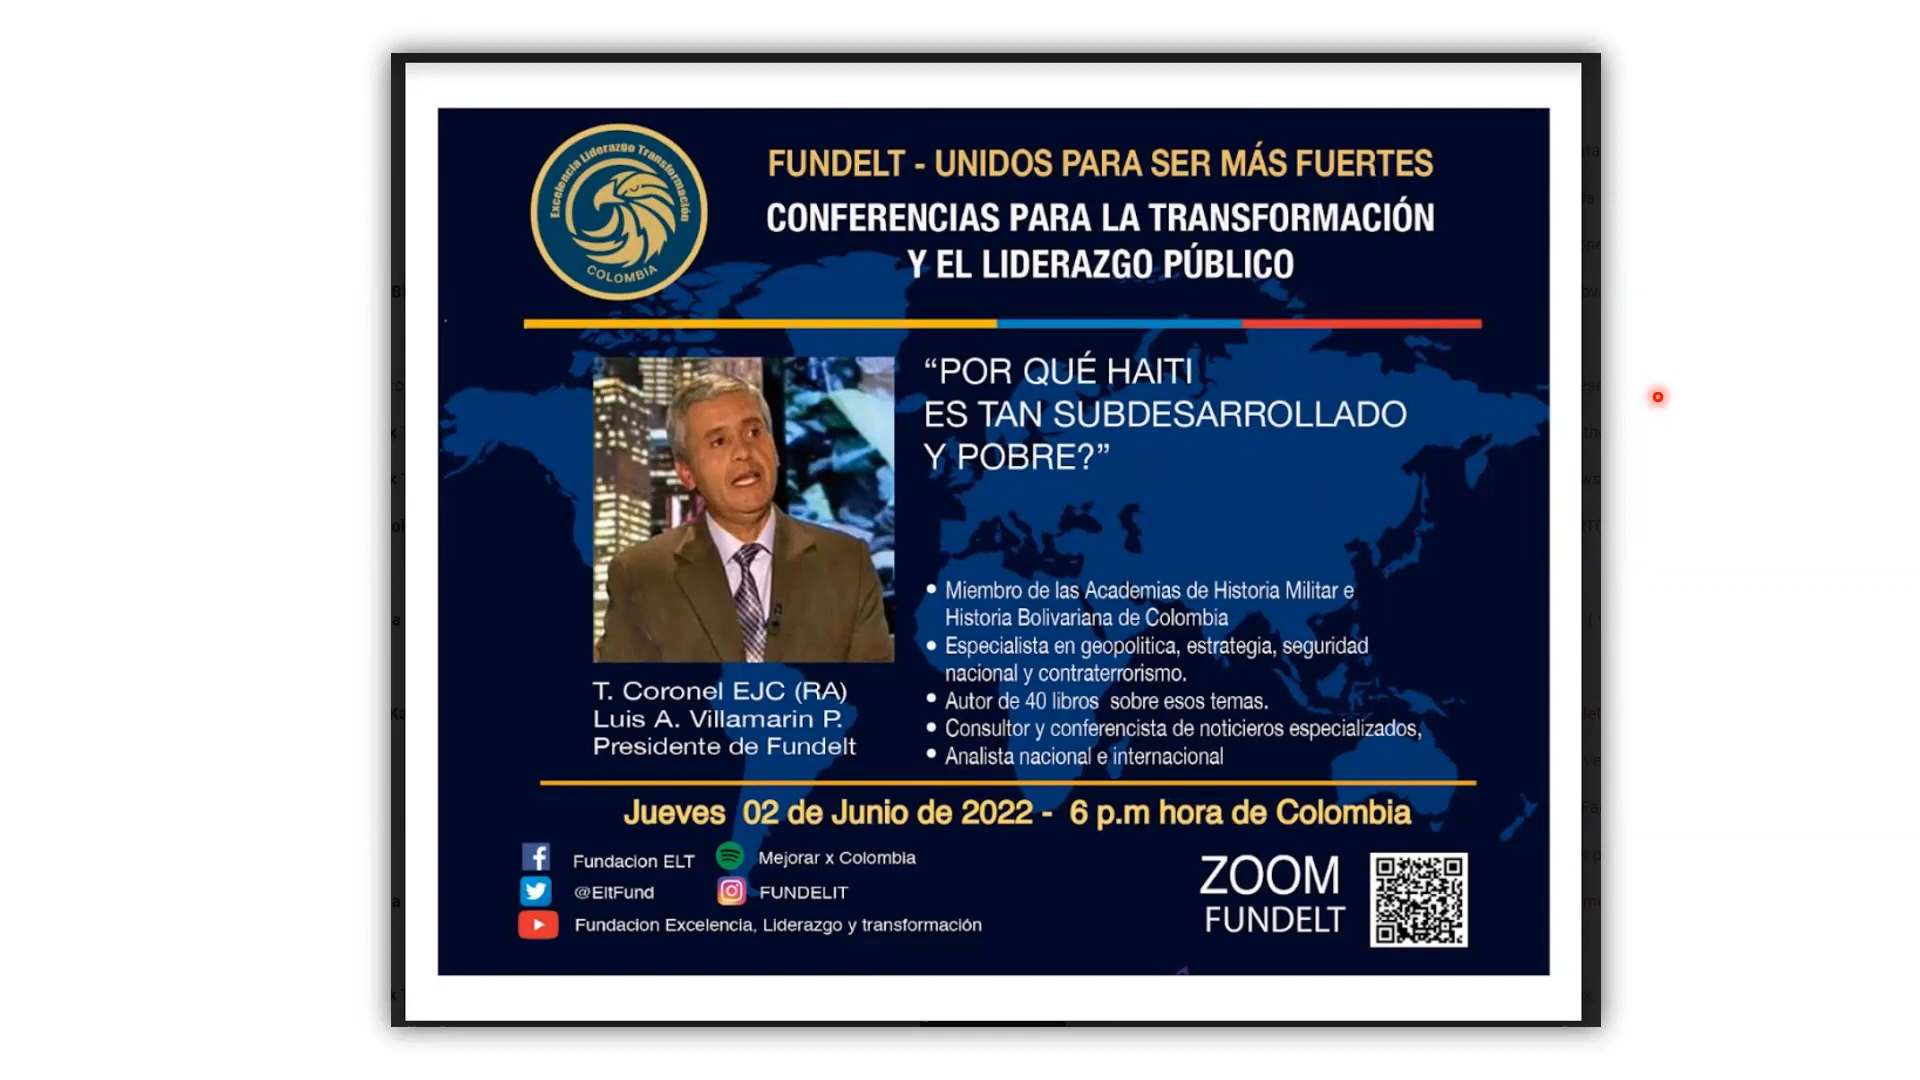 Excelencia Liderazgo Transformación
COLOMBIA
FUNDELT - UNIDOS PARA SER MÁS FUERTES
CONFERENCIAS PARA LA TRANSFORMACIÓN
Y EL LIDERAZGO PÚBLICO
“POR QUÉ HAITI
ES TAN SUBDESARROLLADO
Y POBRE?”
• Miembro de las Academias de Historia Militar e
Historia Bolivariana de Colombia
• Especialista en geopolitica, estrategia, seguridad
nacional y contraterrorismo.
• Autor de 40 libros sobre esos temas.
• Consultor y conferencista de noticieros especializados,
• Analista nacional e internacional
T. Coronel EJC (RA)
Luis A. Villamarin P.
Presidente de Fundelt
Jueves 02 de Junio de 2022 - 6 p.m hora de Colombia
Fundacion ELT
Mejorar x Colombia
@EltFund
FUNDELIT
Fundacion Excelencia, Liderazgo y transformación
ZOOM
FUNDELT